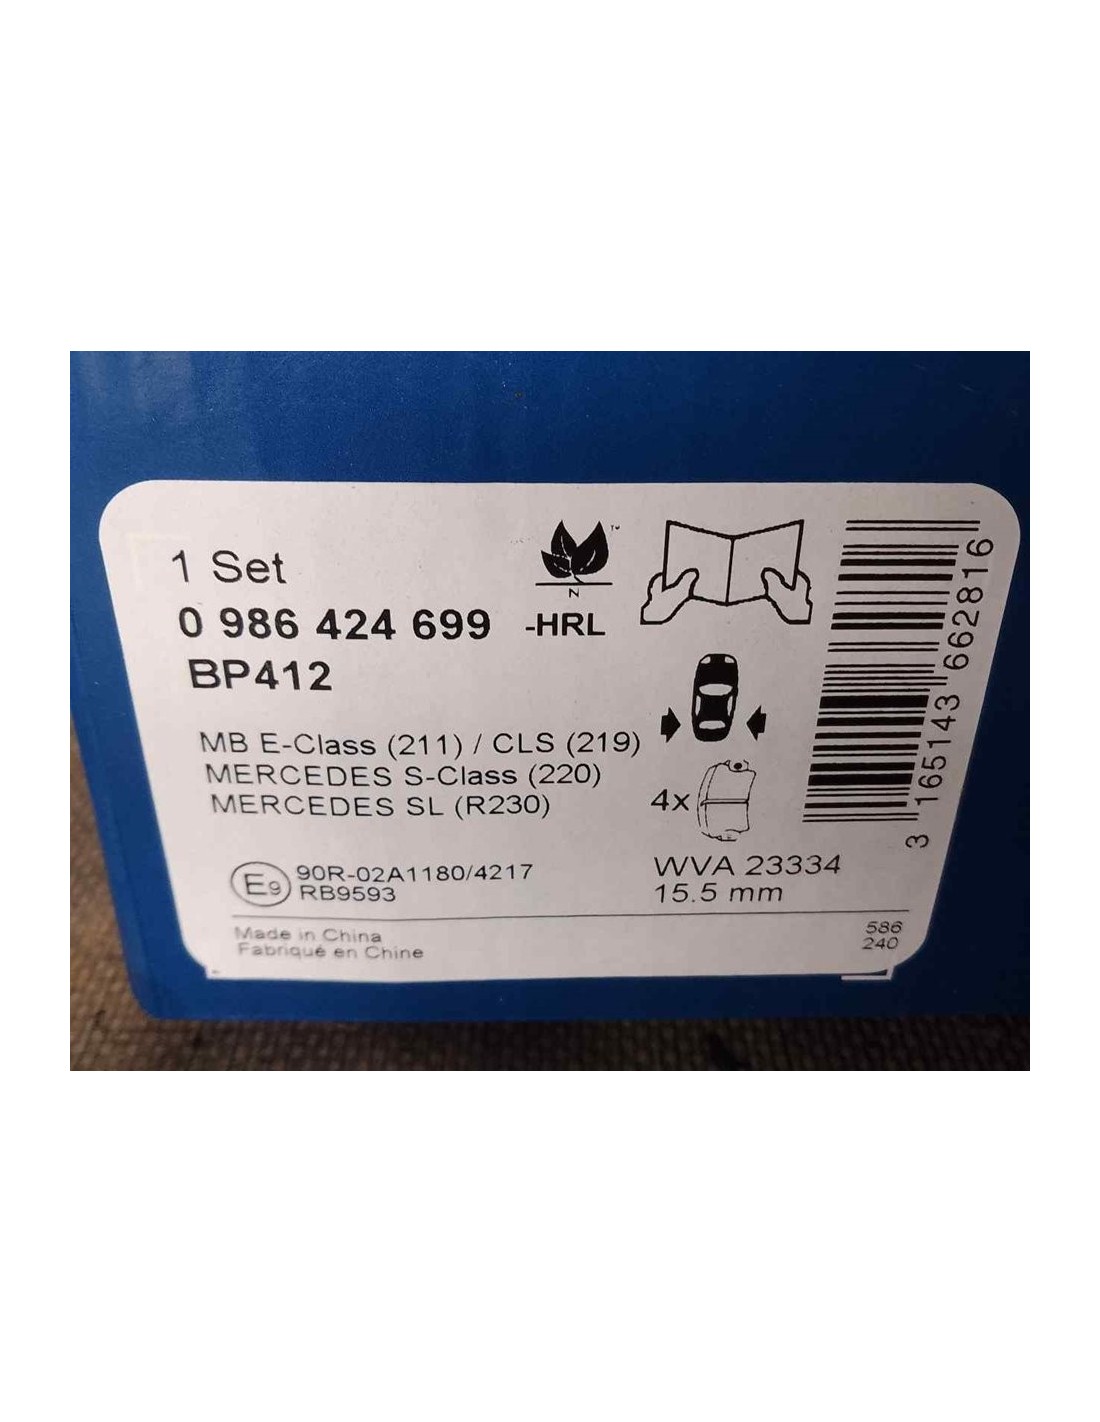 1 Set
0 986 424 699 -HRL
BP412
MB E-Class (211) / CLS (219)
MERCEDES S-Class (220)
MERCEDES SL (R230)
E9 90R-02A1180/4217
RB9593
Made in China
Fabriqué en Chine
TM
N
4x
WVA 23334
15.5 mm
586
240
3 165143 662816